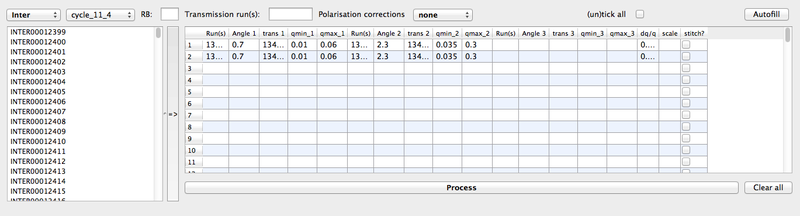 Inter cycle_11_4 RB: Transmission run(s): Polarisation corrections none (un)tick all Autofill
INTER00012399
INTER00012400
INTER00012401
INTER00012402
INTER00012403
INTER00012404
INTER00012405
INTER00012406
INTER00012407
INTER00012408
INTER00012409
INTER00012410
INTER00012411
INTER00012412
INTER00012413
INTER00012414
INTER00012415
=>
Run(s) Angle 1 trans 1 qmin_1 qmax_1 Run(s) Angle 2 trans 2 qmin_2 qmax_2 Run(s) Angle 3 trans 3 qmin_3 qmax_3 dq/q scale stitch?
1 13... 0.7 134... 0.01 0.06 13... 2.3 134... 0.035 0.3 0....
2 13... 0.7 134... 0.01 0.06 13... 2.3 134... 0.035 0.3 0....
3
4
5
6
7
8
9
10
11
Process Clear all